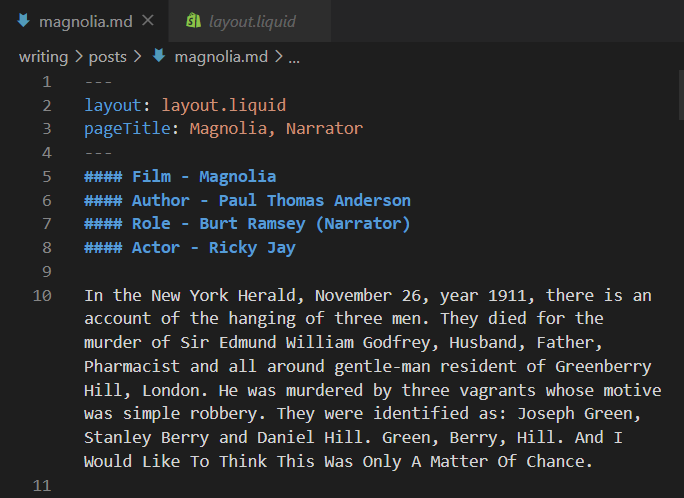 magnolia.md
layout.liquid
writing > posts > magnolia.md > ...
1 ---
2 layout: layout.liquid
3 pageTitle: Magnolia, Narrator
4 ---
5 #### Film - Magnolia
6 #### Author - Paul Thomas Anderson
7 #### Role - Burt Ramsey (Narrator)
8 #### Actor - Ricky Jay
9
10 In the New York Herald, November 26, year 1911, there is an
account of the hanging of three men. They died for the
murder of Sir Edmund William Godfrey, Husband, Father,
Pharmacist and all around gentle-man resident of Greenberry
Hill, London. He was murdered by three vagrants whose motive
was simple robbery. They were identified as: Joseph Green,
Stanley Berry and Daniel Hill. Green, Berry, Hill. And I
Would Like To Think This Was Only A Matter Of Chance.
11